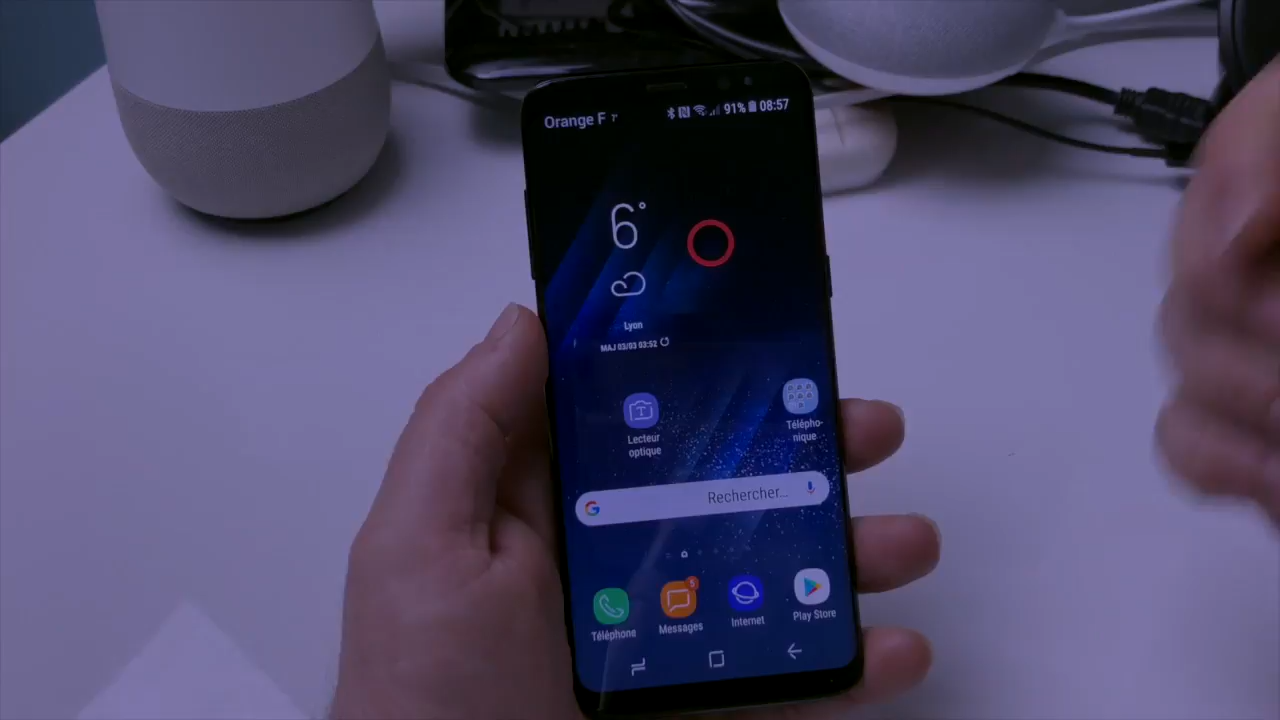 Orange F
91% 08:57
6°
Lyon
MAJ 03/03 03:52
Lecteur
optique
Télépho-
nique
Rechercher...
5
Téléphone
Messages
Internet
Play Store